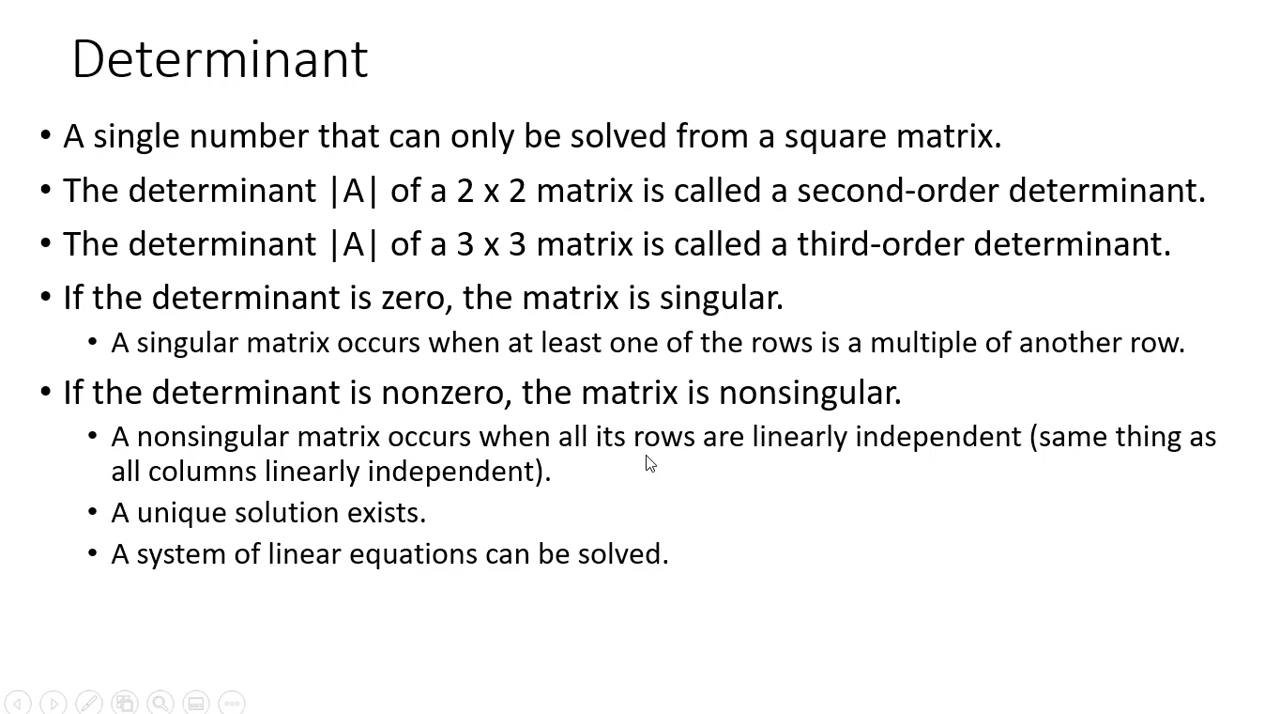 Determinant
• A single number that can only be solved from a square matrix.
• The determinant |A| of a 2 x 2 matrix is called a second-order determinant.
• The determinant |A| of a 3 x 3 matrix is called a third-order determinant.
• If the determinant is zero, the matrix is singular.
• A singular matrix occurs when at least one of the rows is a multiple of another row.
• If the determinant is nonzero, the matrix is nonsingular.
• A nonsingular matrix occurs when all its rows are linearly independent (same thing as
all columns linearly independent).
• A unique solution exists.
• A system of linear equations can be solved.